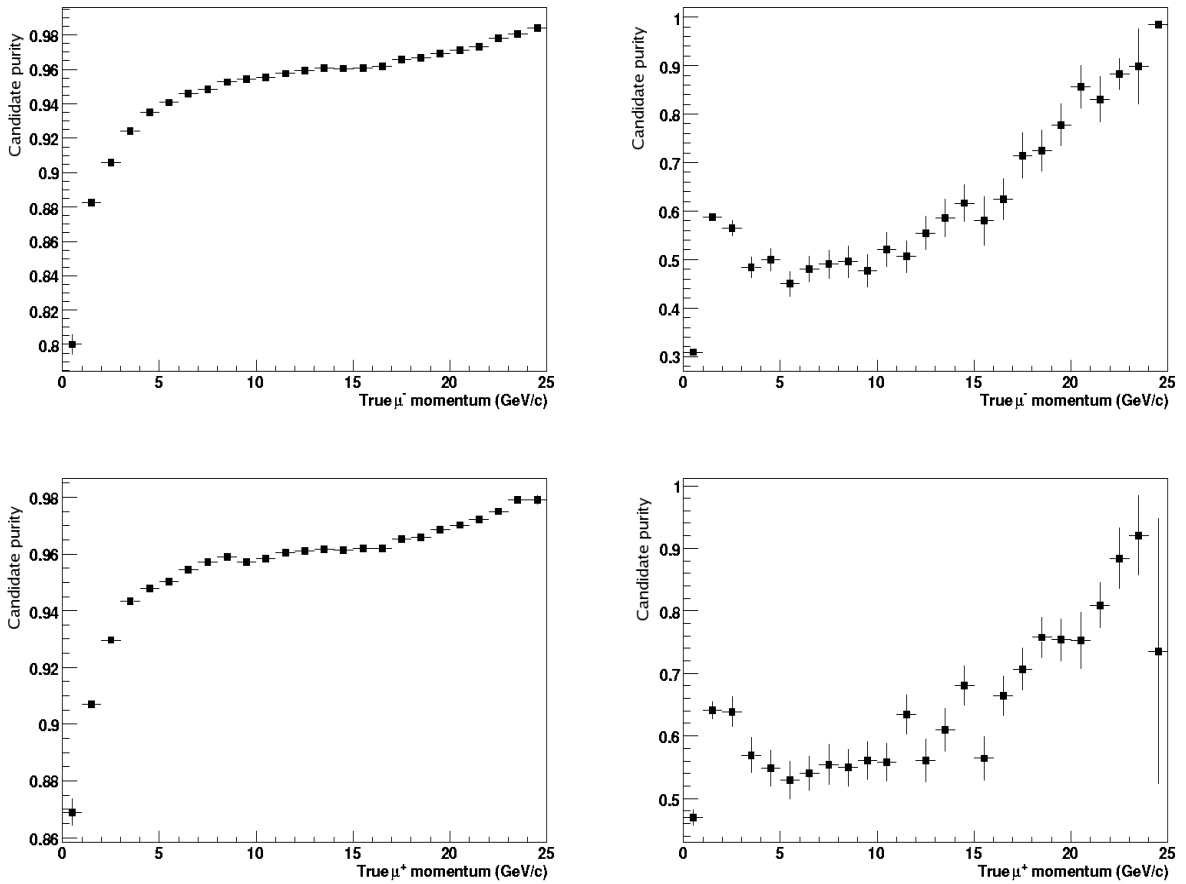 Candidate purity
0.98
0.96
0.94
0.92
0.9
0.88
0.86
0.84
0.82
0.8
0 5 10 15 20 25
True μ⁻ momentum (GeV/c)
Candidate purity
1
0.9
0.8
0.7
0.6
0.5
0.4
0.3
0 5 10 15 20 25
True μ⁻ momentum (GeV/c)
Candidate purity
0.98
0.96
0.94
0.92
0.9
0.88
0.86
0 5 10 15 20 25
True μ⁺ momentum (GeV/c)
Candidate purity
1
0.9
0.8
0.7
0.6
0.5
0 5 10 15 20 25
True μ⁺ momentum (GeV/c)